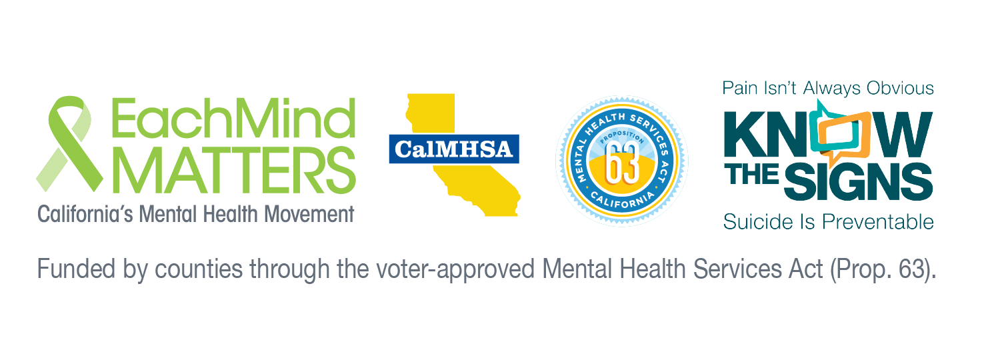 EachMind
MATTERS
California's Mental Health Movement
CalMHSA
MENTAL HEALTH SERVICES ACT
PROPOSITION
63
CALIFORNIA
Pain Isn't Always Obvious
KNOW
THE SIGNS
Suicide Is Preventable
Funded by counties through the voter-approved Mental Health Services Act (Prop. 63).